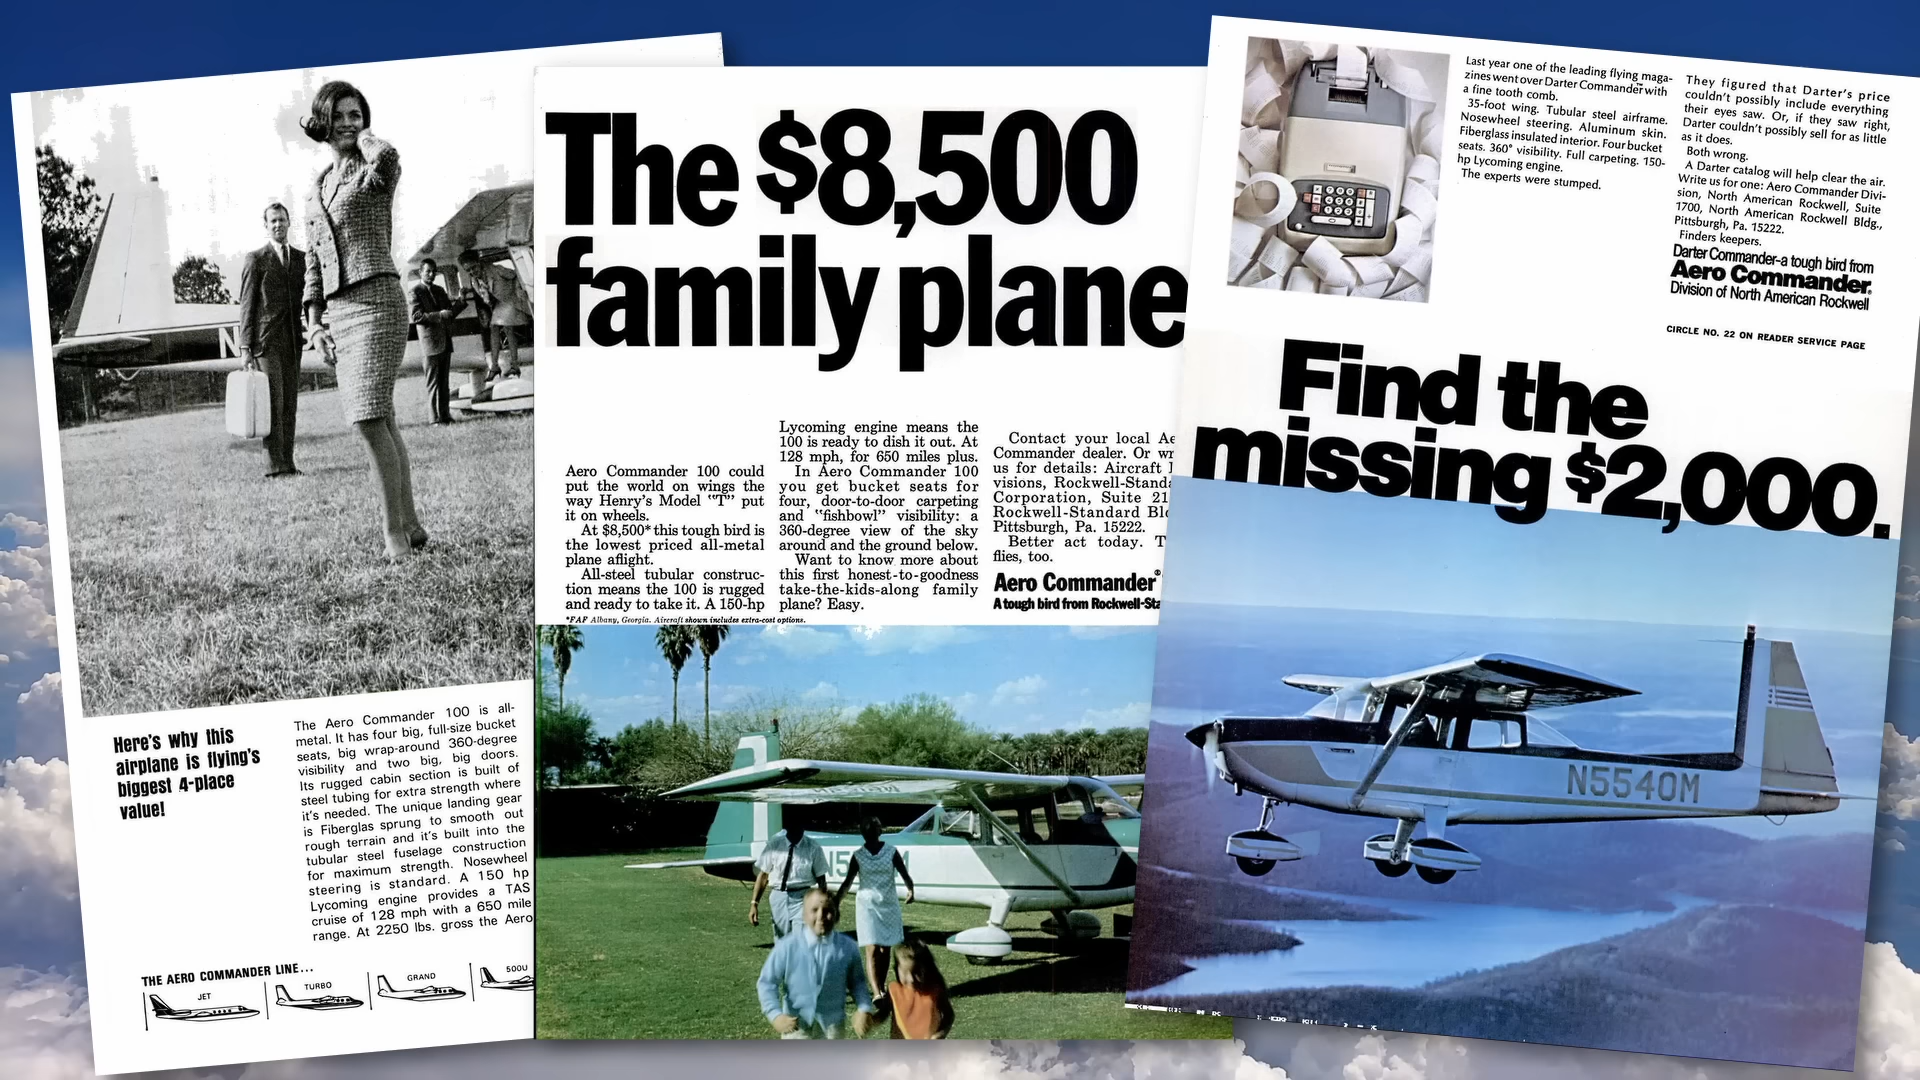 N
Here's why this
airplane is flying's
biggest 4-place
value!
The Aero Commander 100 is all-
metal. It has four big, full-size bucket
seats, big wrap-around 360-degree
visibility and two big, big doors.
Its rugged cabin section is built of
steel tubing for extra strength where
it's needed. The unique landing gear
is Fiberglas sprung to smooth out
rough terrain and it's built into the
tubular steel fuselage construction
for maximum strength. Nosewheel
steering is standard. A 150 hp
Lycoming engine provides a TAS
cruise of 128 mph with a 650 mile
range. At 2250 lbs. gross the Aero
THE AERO COMMANDER LINE...
JET
TURBO
GRAND
500U
The $8,500
family plane
Aero Commander 100 could
put the world on wings the
way Henry's Model "T" put
it on wheels.
At $8,500* this tough bird is
the lowest priced all-metal
plane aflight.
All-steel tubular construc-
tion means the 100 is rugged
and ready to take it. A 150-hp
*FAF Albany, Georgia. Aircraft shown includes extra-cost options.
Lycoming engine means the
100 is ready to dish it out. At
128 mph, for 650 miles plus.
In Aero Commander 100
you get bucket seats for
four, door-to-door carpeting
and "fishbowl" visibility: a
360-degree view of the sky
around and the ground below.
Want to know more about
this first honest-to-goodness
take-the-kids-along family
plane? Easy.
Contact your local Ae
Commander dealer. Or wr
us for details: Aircraft
visions, Rockwell-Standa
Corporation, Suite 21
Rockwell-Standard Bld
Pittsburgh, Pa. 15222.
Better act today. T
flies, too.
Aero Commander®
A tough bird from Rockwell-Sta
N5 M
Last year one of the leading flying maga-
zines went over Darter Commander™ with
a fine tooth comb.
35-foot wing. Tubular steel airframe.
Nosewheel steering. Aluminum skin.
Fiberglass insulated interior. Four bucket
seats. 360° visibility. Full carpeting. 150-
hp Lycoming engine.
The experts were stumped.
They figured that Darter's price
couldn't possibly include everything
their eyes saw. Or, if they saw right,
Darter couldn't possibly sell for as little
as it does.
Both wrong.
A Darter catalog will help clear the air.
Write us for one: Aero Commander Divi-
sion, North American Rockwell, Suite
1700, North American Rockwell Bldg.,
Pittsburgh, Pa. 15222.
Finders keepers.
Darter Commander-a tough bird from
Aero Commander®
Division of North American Rockwell
CIRCLE NO. 22 ON READER SERVICE PAGE
Find the
missing $2,000.
N5540M